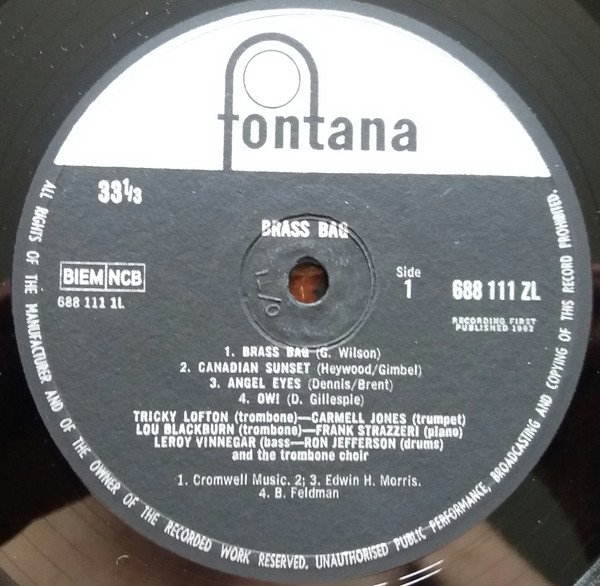 fontana
33⅓
BRASS BAG
BIEM NCB
688 111 1L
Side
1
688 111 ZL
RECORDING FIRST
PUBLISHED 1962
1. BRASS BAG (G. Wilson)
2. CANADIAN SUNSET (Heywood/Gimbel)
3. ANGEL EYES (Dennis/Brent)
4. OW! (D. Gillespie)
TRICKY LOFTON (trombone)—CARMELL JONES (trumpet)
LOU BLACKBURN (trombone)—FRANK STRAZZERI (piano)
LEROY VINNEGAR (bass—RON JEFFERSON (drums)
and the trombone choir
1. Cromwell Music. 2; 3. Edwin H. Morris.
4. B. Feldman
ALL RIGHTS OF THE MANUFACTURER AND OF THE OWNER OF THE RECORDED WORK RESERVED. UNAUTHORISED PUBLIC PERFORMANCE, BROADCASTING AND COPYING OF THIS RECORD PROHIBITED.